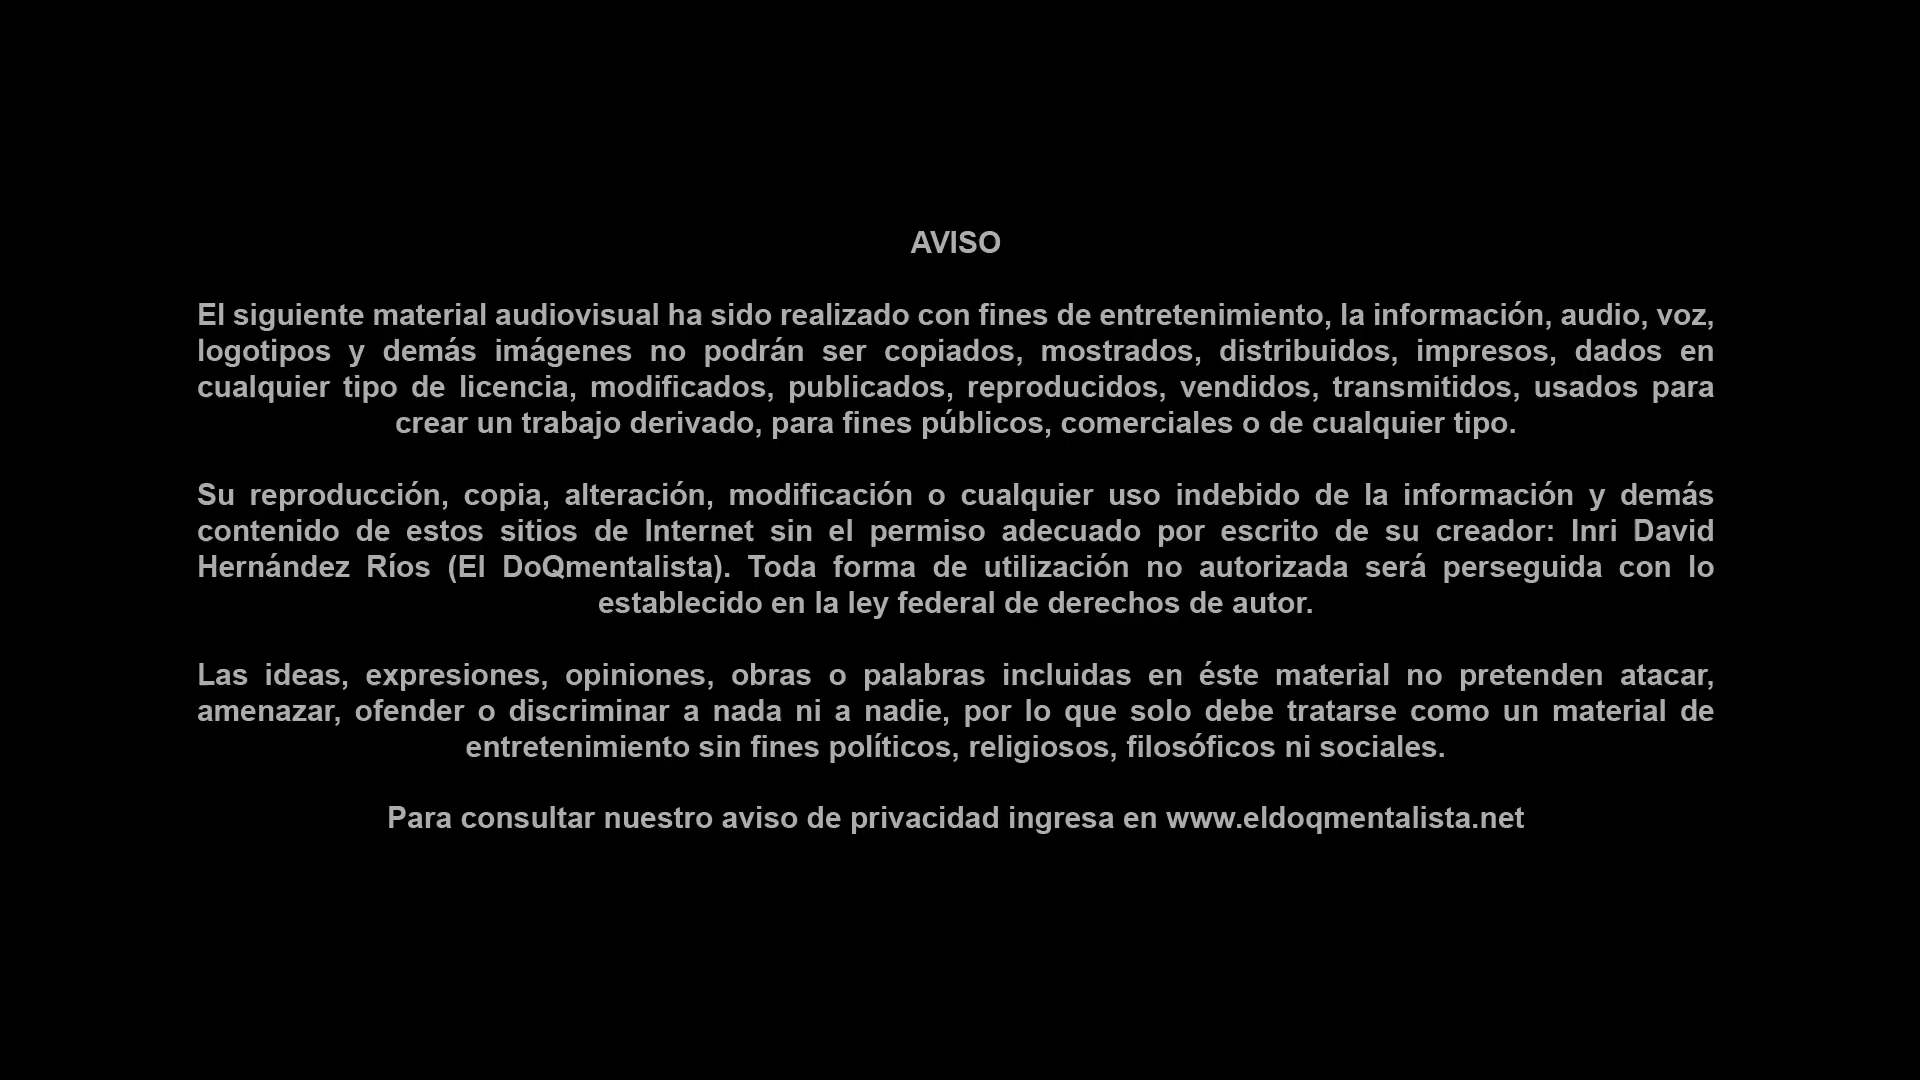 AVISO
El siguiente material audiovisual ha sido realizado con fines de entretenimiento, la información, audio, voz,
logotipos y demás imágenes no podrán ser copiados, mostrados, distribuidos, impresos, dados en
cualquier tipo de licencia, modificados, publicados, reproducidos, vendidos, transmitidos, usados para
crear un trabajo derivado, para fines públicos, comerciales o de cualquier tipo.
Su reproducción, copia, alteración, modificación o cualquier uso indebido de la información y demás
contenido de estos sitios de Internet sin el permiso adecuado por escrito de su creador: Inri David
Hernández Ríos (El DoQmentalista). Toda forma de utilización no autorizada será perseguida con lo
establecido en la ley federal de derechos de autor.
Las ideas, expresiones, opiniones, obras o palabras incluidas en éste material no pretenden atacar,
amenazar, ofender o discriminar a nada ni a nadie, por lo que solo debe tratarse como un material de
entretenimiento sin fines políticos, religiosos, filosóficos ni sociales.
Para consultar nuestro aviso de privacidad ingresa en www.eldoqmentalista.net